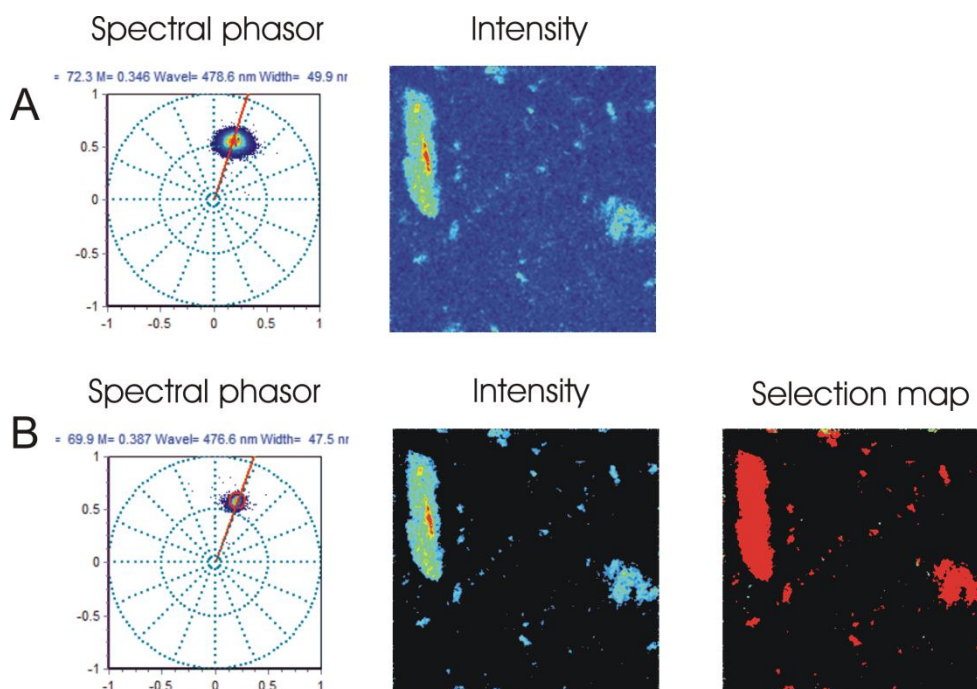 Spectral phasor Intensity
= 72.3 M= 0.346 Wavel= 478.6 nm Width= 49.9 nm
A
1
0.5
0
-0.5
-1
-1 -0.5 0 0.5 1
Spectral phasor Intensity Selection map
= 69.9 M= 0.387 Wavel= 476.6 nm Width= 47.5 nm
B
1
0.5
0
-0.5
-1
-1 -0.5 0 0.5 1